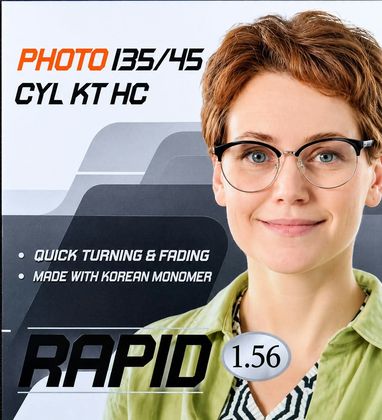 PHOTO 135/45
CYL KT HC
• QUICK TURNING & FADING
• MADE WITH KOREAN MONOMER
RAPID 1.56